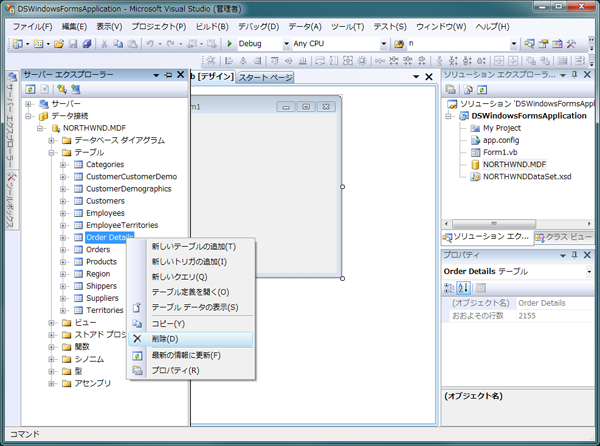 DSWindowsFormsApplication - Microsoft Visual Studio (管理者)
ファイル(F) 編集(E) 表示(V) プロジェクト(P) ビルド(B) デバッグ(D) データ(A) ツール(T) テスト(S) ウィンドウ(W) ヘルプ(H)
Debug Any CPU n
サーバー エクスプローラー
サーバー エクスプローラー
ツールボックス
サーバー
データ接続
NORTHWND.MDF
データベース ダイアグラム
テーブル
Categories
CustomerCustomerDemo
CustomerDemographics
Customers
Employees
EmployeeTerritories
Order Details
Orders
Products
Region
Shippers
Suppliers
Territories
ビュー
ストアド プロシ
関数
シノニム
型
アセンブリ
[デザイン] スタート ページ
新しいテーブルの追加(T)
新しいトリガの追加(I)
新しいクエリ(Q)
テーブル定義を開く(O)
テーブル データの表示(S)
コピー(Y)
削除(D)
最新の情報に更新(F)
プロパティ(R)
ソリューション エクスプローラ...
ソリューション 'DSWindowsFormsA
DSWindowsFormsApplication
My Project
app.config
Form1.vb
NORTHWND.MDF
NORTHWNDDataSet.xsd
ソリューション エク... クラス ビュー
プロパティ
Order Details テーブル
(オブジェクト名) Order Details
おおよその行数 2155
(オブジェクト名)
コマンド